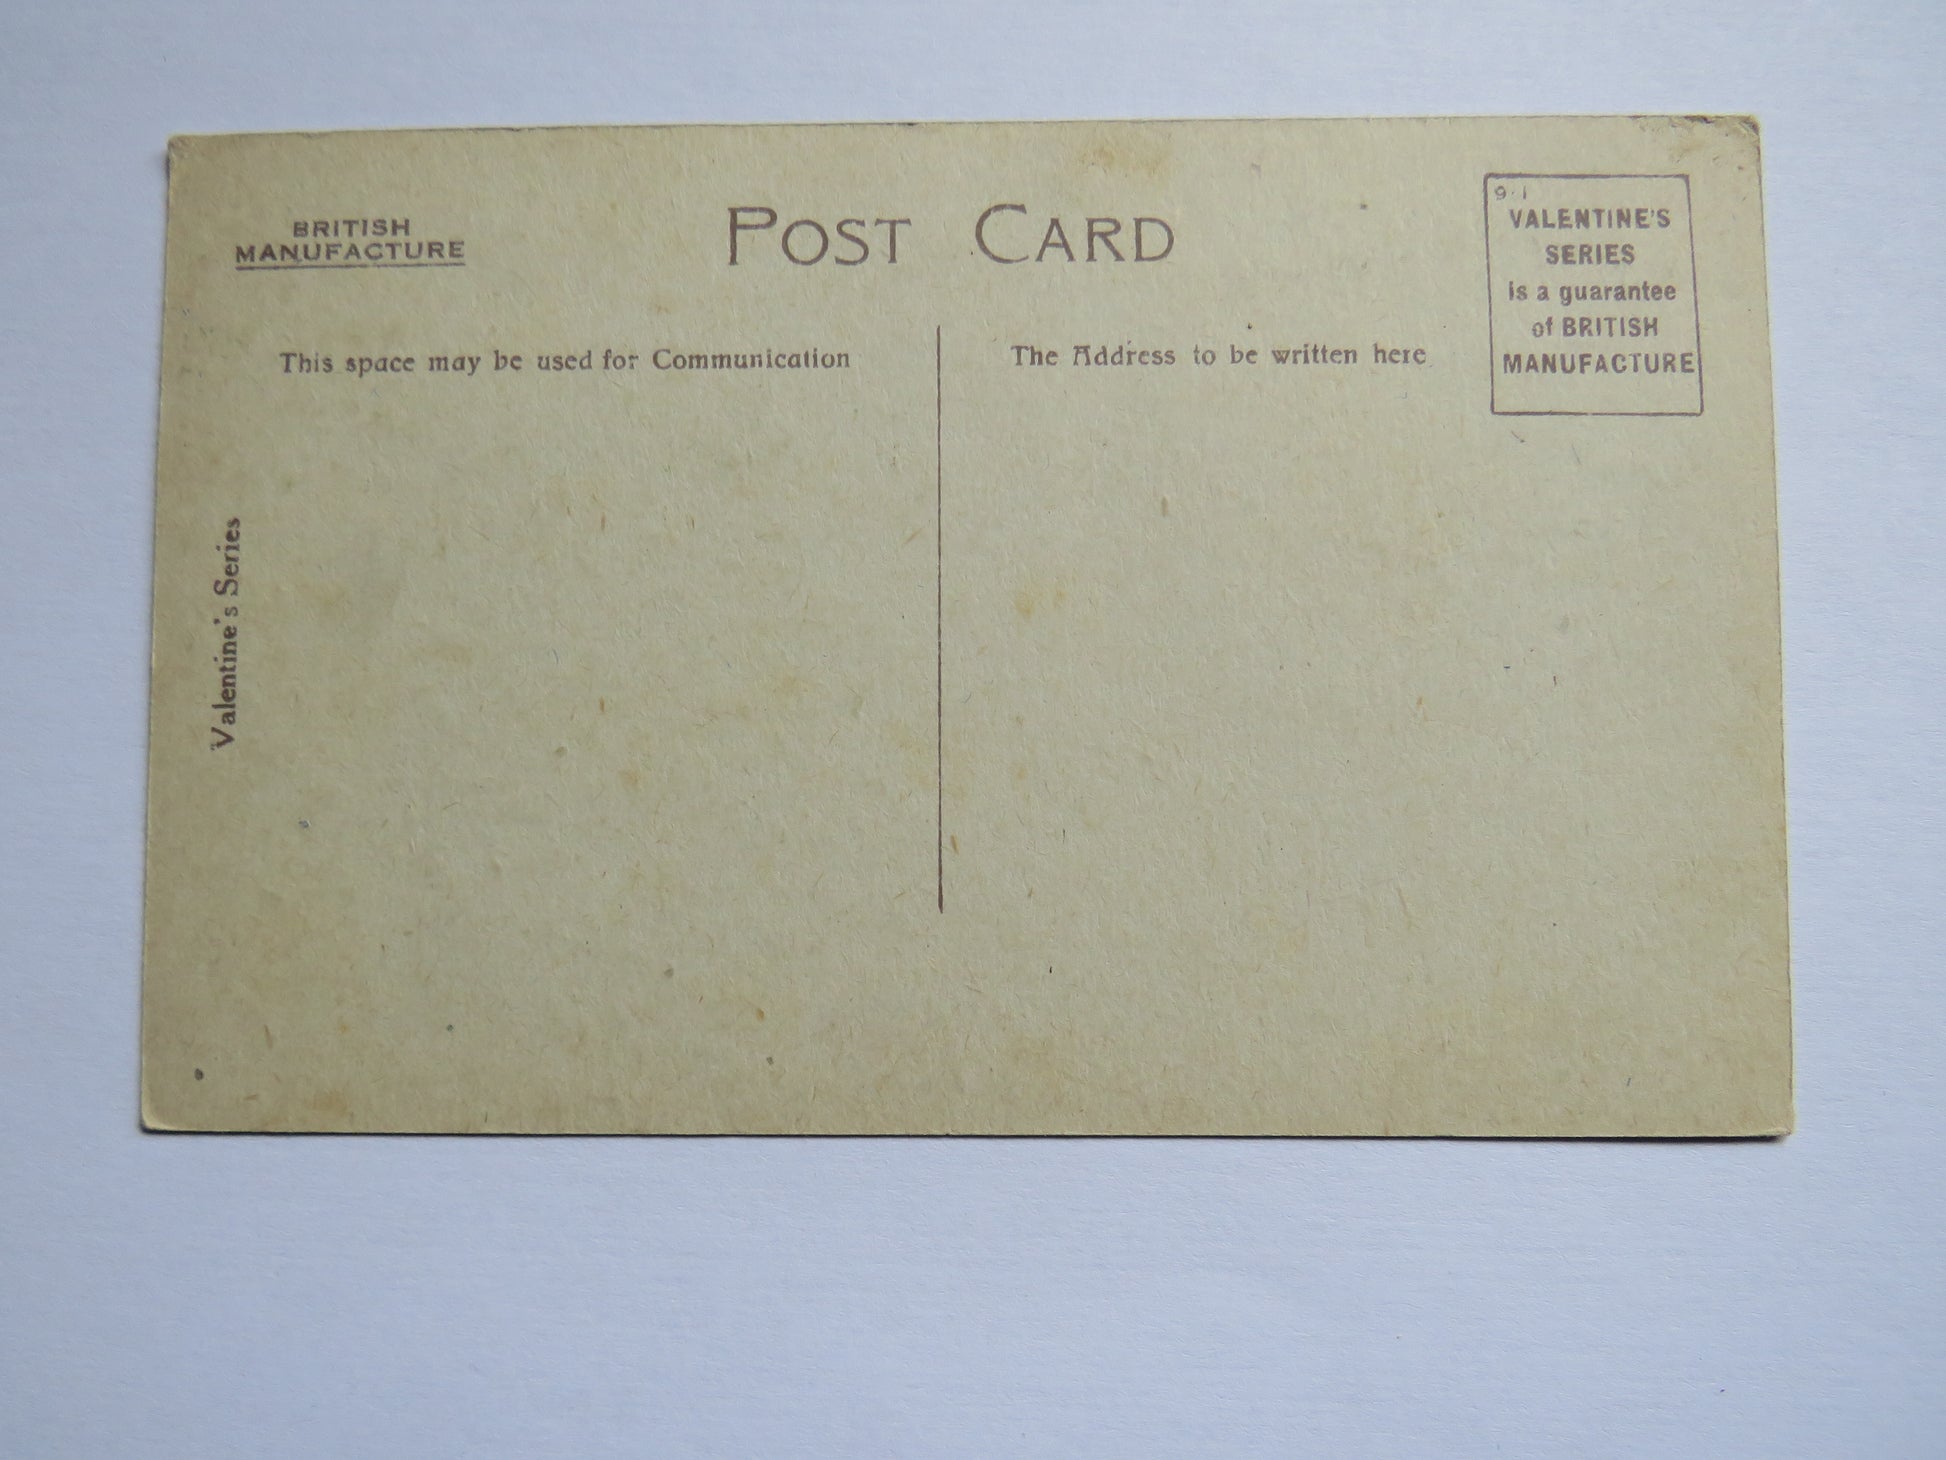 BRITISH
MANUFACTURE
POST CARD
9·1
VALENTINE'S
SERIES
is a guarantee
of BRITISH
MANUFACTURE
This space may be used for Communication
The Address to be written here
Valentine's Series